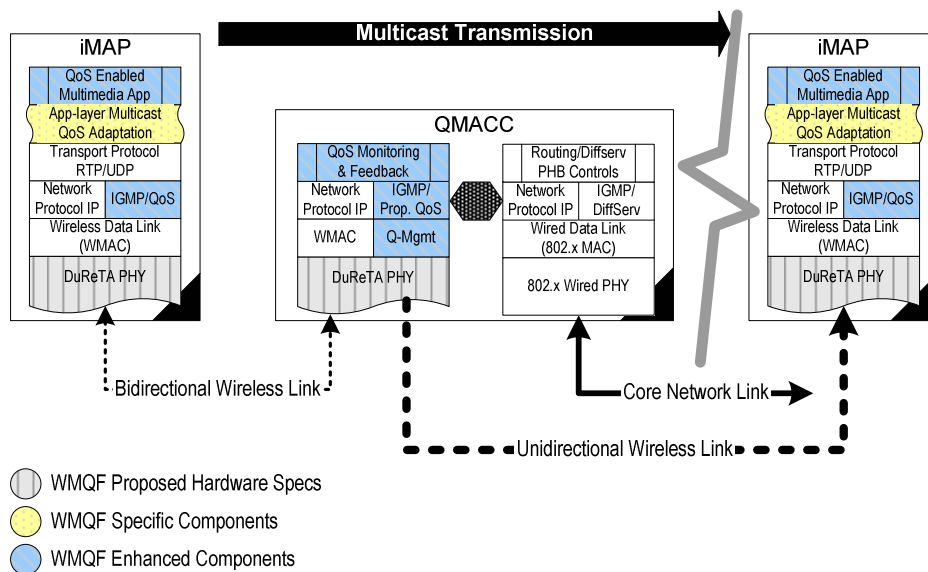 Multicast Transmission
iMAP
QoS Enabled
Multimedia App
App-layer Multicast
QoS Adaptation
Transport Protocol
RTP/UDP
Network
Protocol IP
IGMP/QoS
Wireless Data Link
(WMAC)
DuReTA PHY
QMACC
QoS Monitoring
& Feedback
Network
Protocol IP
IGMP/
Prop. QoS
WMAC
Q-Mgmt
DuReTA PHY
Routing/Diffserv
PHB Controls
Network
Protocol IP
IGMP/
DiffServ
Wired Data Link
(802.x MAC)
802.x Wired PHY
iMAP
QoS Enabled
Multimedia App
App-layer Multicast
QoS Adaptation
Transport Protocol
RTP/UDP
Network
Protocol IP
IGMP/QoS
Wireless Data Link
(WMAC)
DuReTA PHY
Bidirectional Wireless Link
Core Network Link
Unidirectional Wireless Link
WMQF Proposed Hardware Specs
WMQF Specific Components
WMQF Enhanced Components